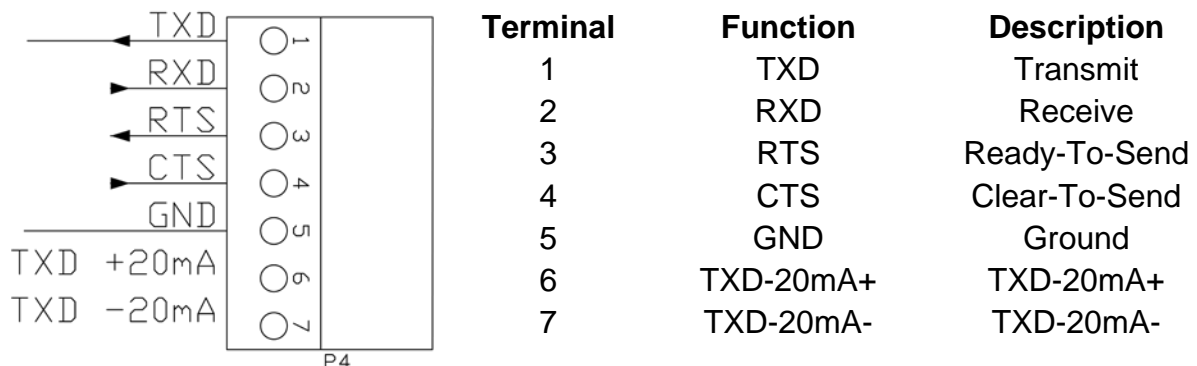 TXD
1
RXD
2
RTS
3
CTS
4
GND
5
TXD +20mA
6
TXD -20mA
7
P4
Terminal Function Description
1 TXD Transmit
2 RXD Receive
3 RTS Ready-To-Send
4 CTS Clear-To-Send
5 GND Ground
6 TXD-20mA+ TXD-20mA+
7 TXD-20mA- TXD-20mA-